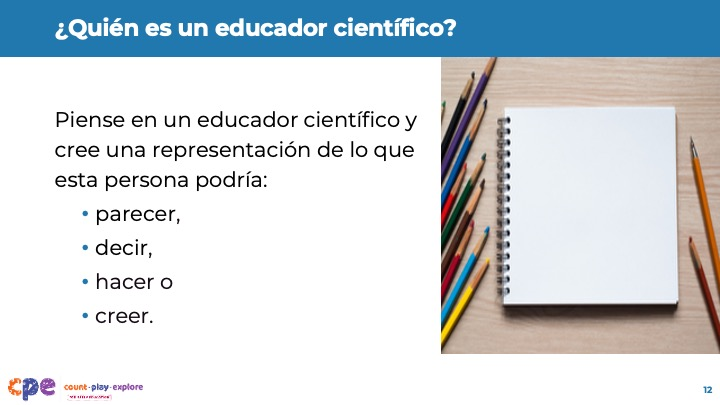 ¿Quién es un educador científico?
Piense en un educador científico y
cree una representación de lo que
esta persona podría:
• parecer,
• decir,
• hacer o
• creer.
cpe count·play·explore
12